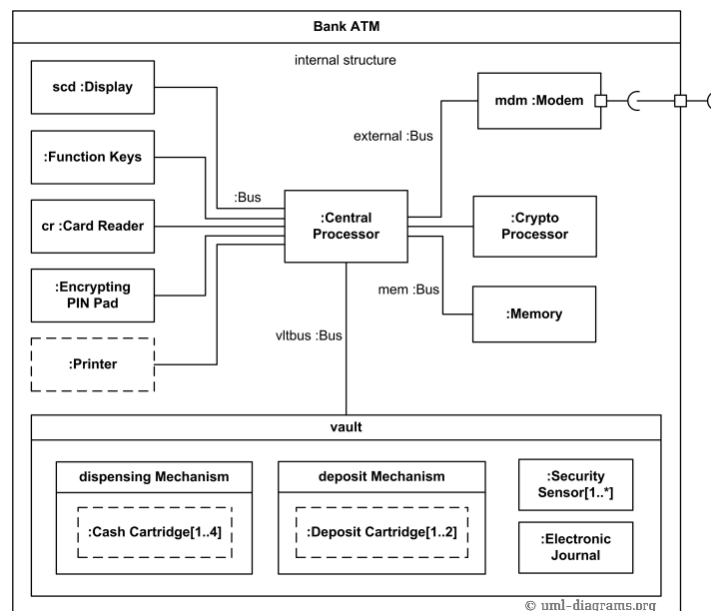 Bank ATM
internal structure
scd :Display
mdm :Modem
external :Bus
:Function Keys
:Bus
:Central
Processor
:Crypto
Processor
cr :Card Reader
:Encrypting
PIN Pad
mem :Bus
:Memory
vltbus :Bus
:Printer
vault
dispensing Mechanism
:Cash Cartridge[1..4]
deposit Mechanism
:Deposit Cartridge[1..2]
:Security
Sensor[1..*]
:Electronic
Journal
© uml-diagrams.org